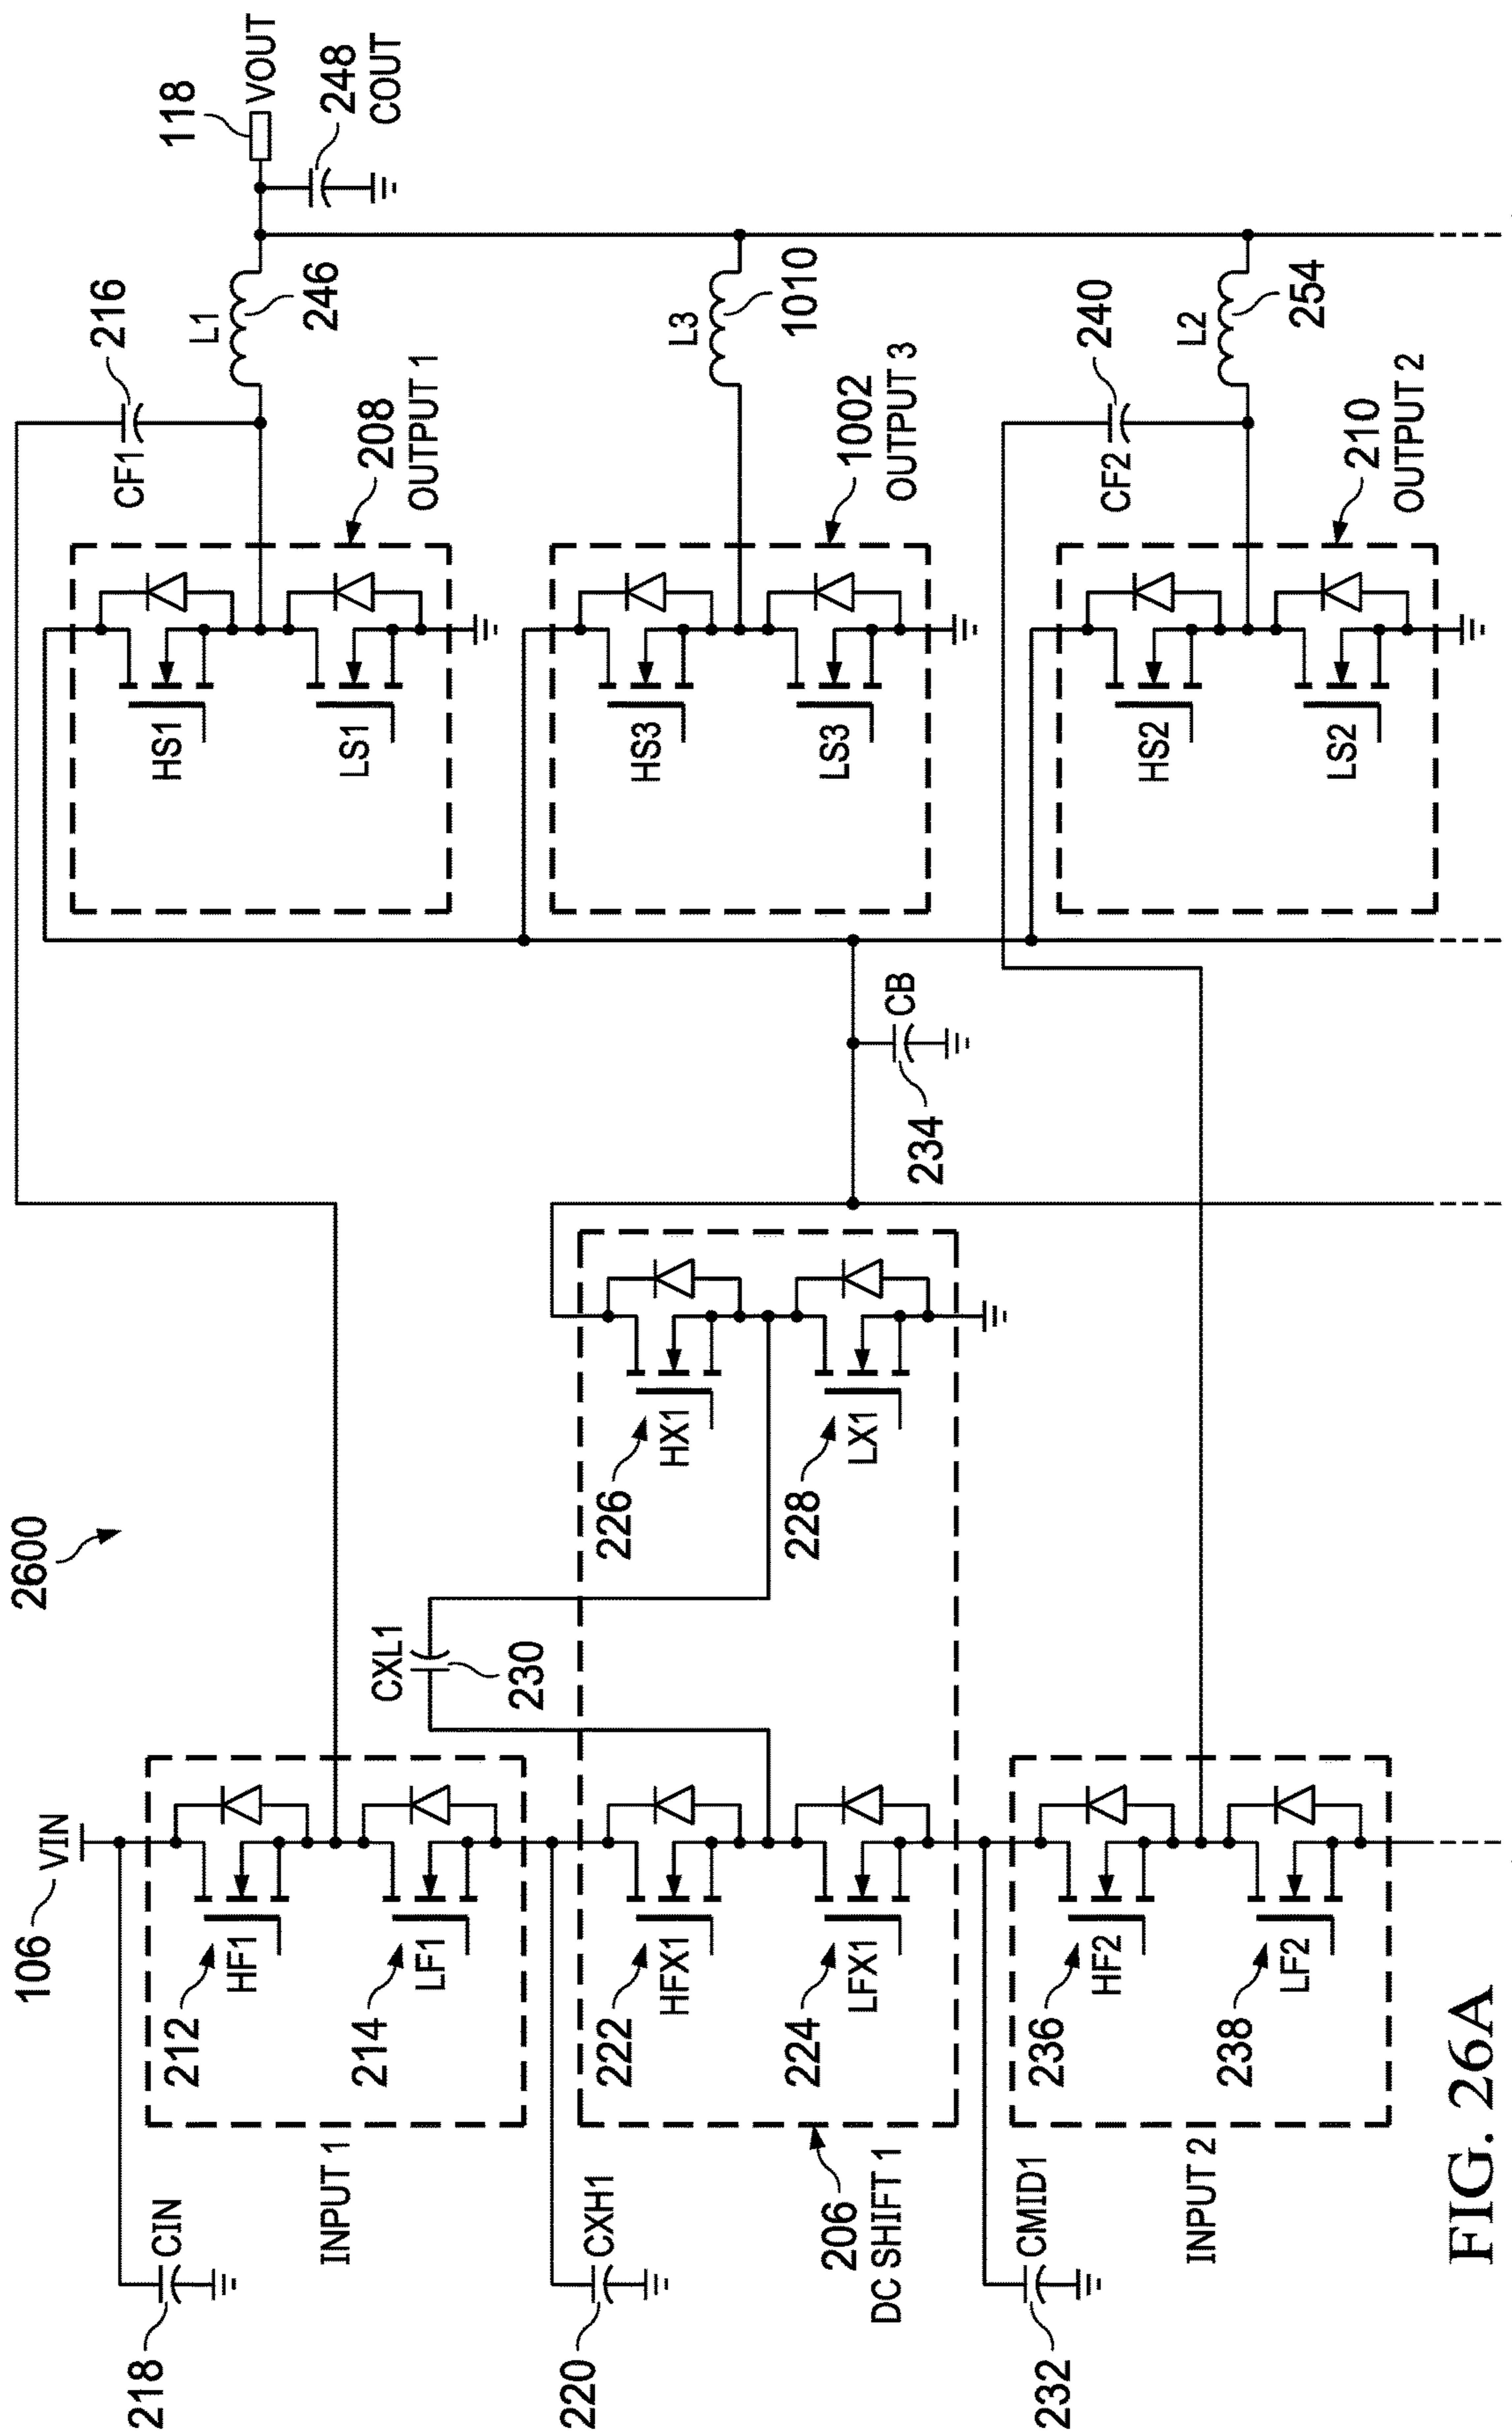 2600
106
VIN
218
CIN
212
HF1
214
LF1
INPUT 1
220
CXH1
222
HFX1
224
LFX1
206
DC SHIFT 1
232
CMID1
236
HF2
238
LF2
INPUT 2
CXL1
230
226
HX1
228
LX1
234
CB
HS1
LS1
208
OUTPUT 1
CF1
216
L1
246
118
VOUT
248
COUT
HS3
LS3
1002
OUTPUT 3
L3
1010
HS2
LS2
210
OUTPUT 2
CF2
240
L2
254
FIG. 26A